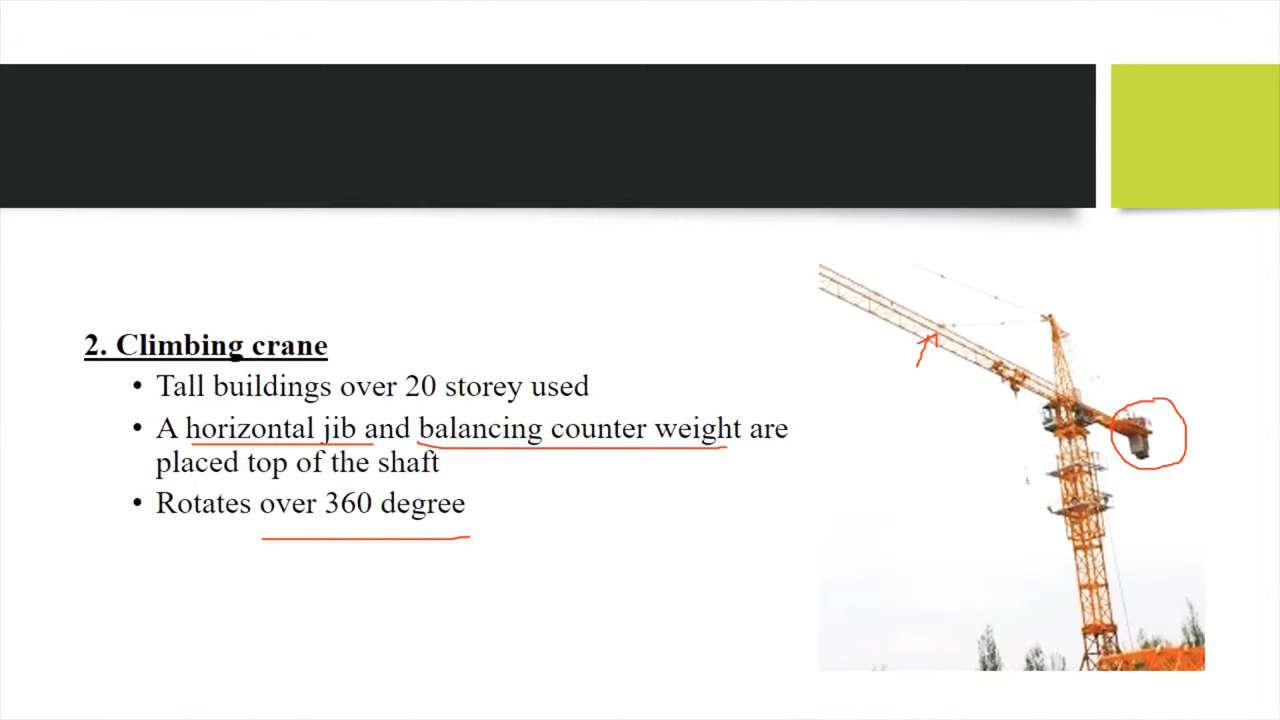 2. Climbing crane
• Tall buildings over 20 storey used
• A horizontal jib and balancing counter weight are
placed top of the shaft
• Rotates over 360 degree